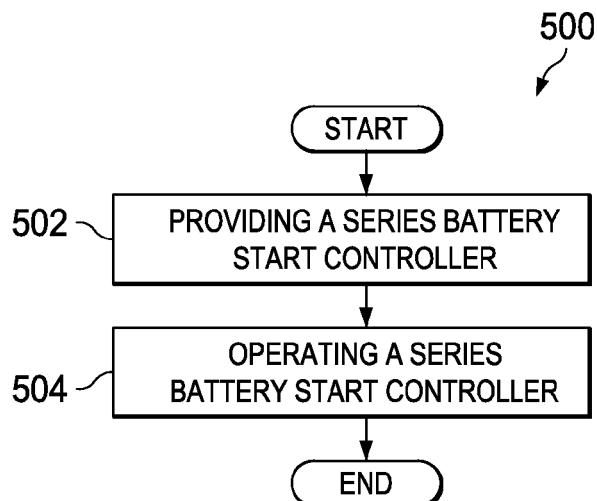 500
START
502
PROVIDING A SERIES BATTERY
START CONTROLLER
504
OPERATING A SERIES
BATTERY START CONTROLLER
END